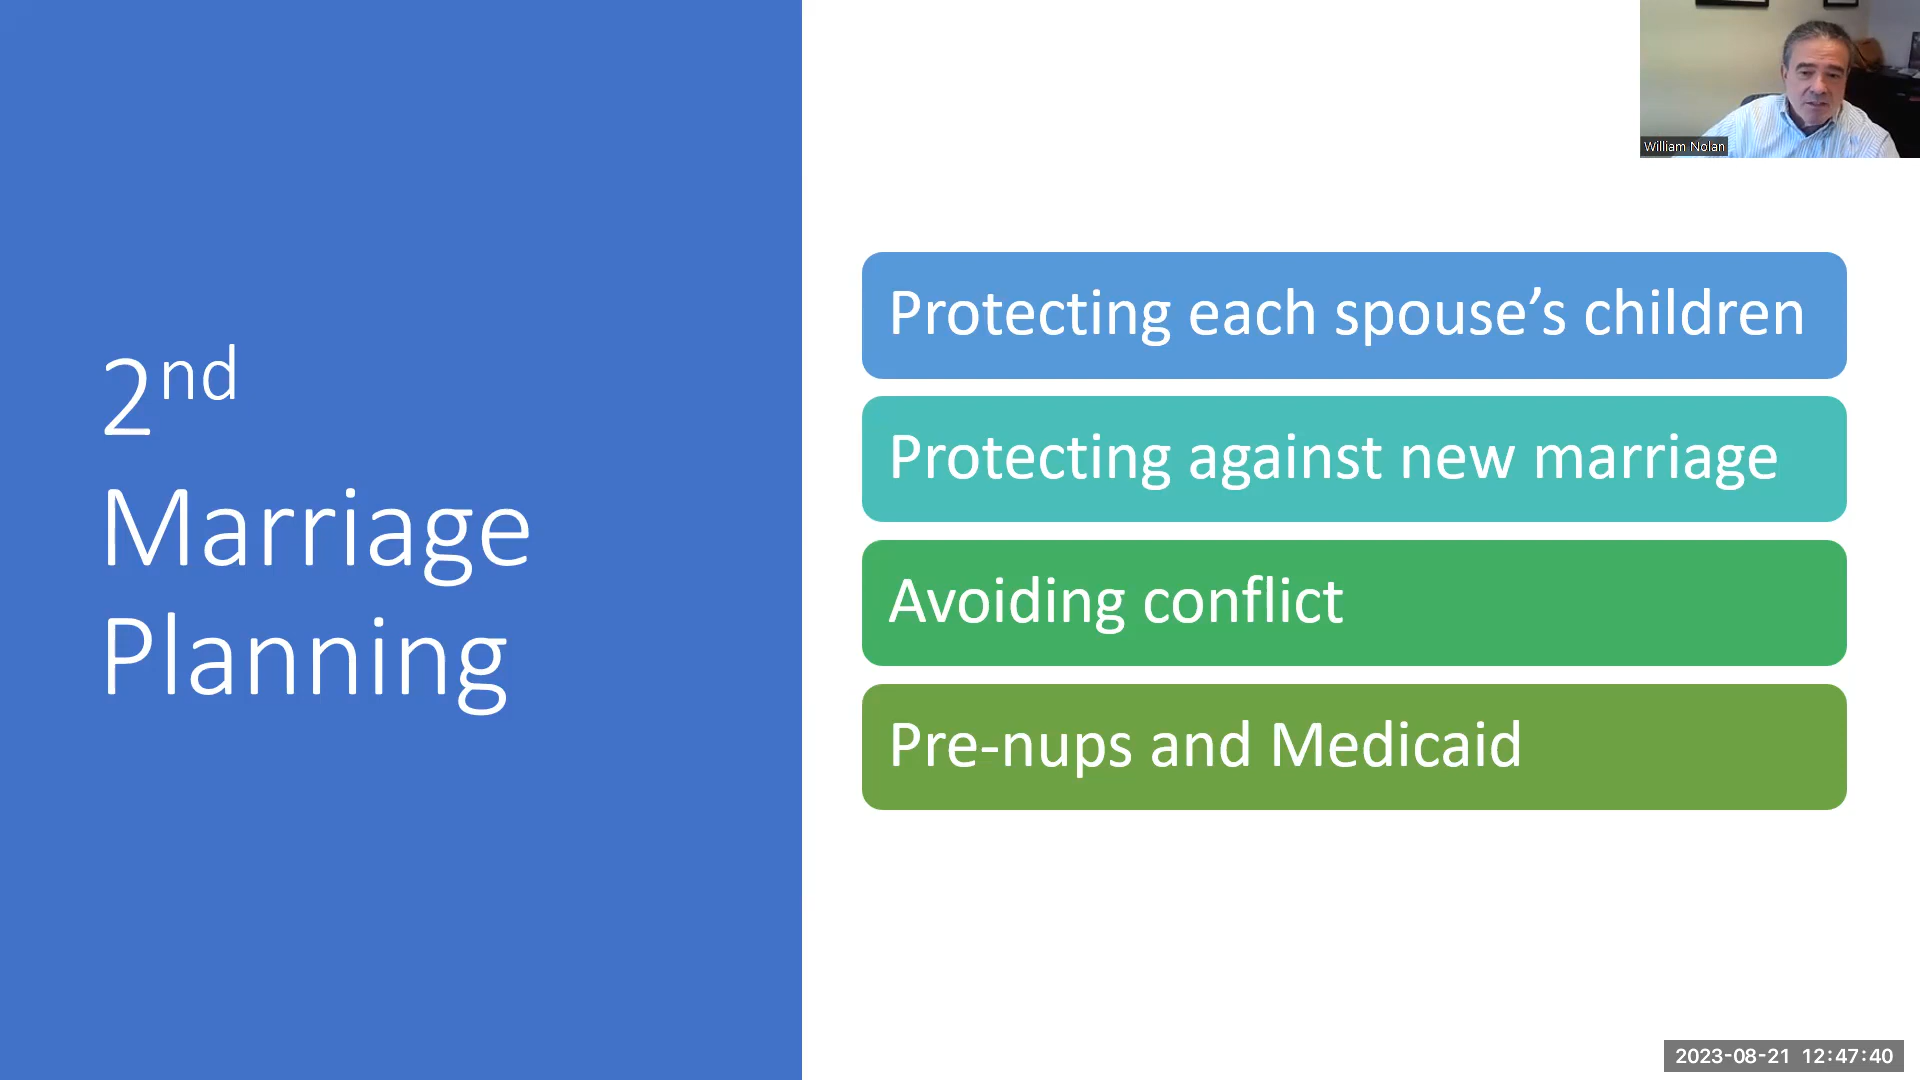 William Nolan
2nd
Marriage
Planning
Protecting each spouse’s children
Protecting against new marriage
Avoiding conflict
Pre-nups and Medicaid
2023-08-21 12:47:40